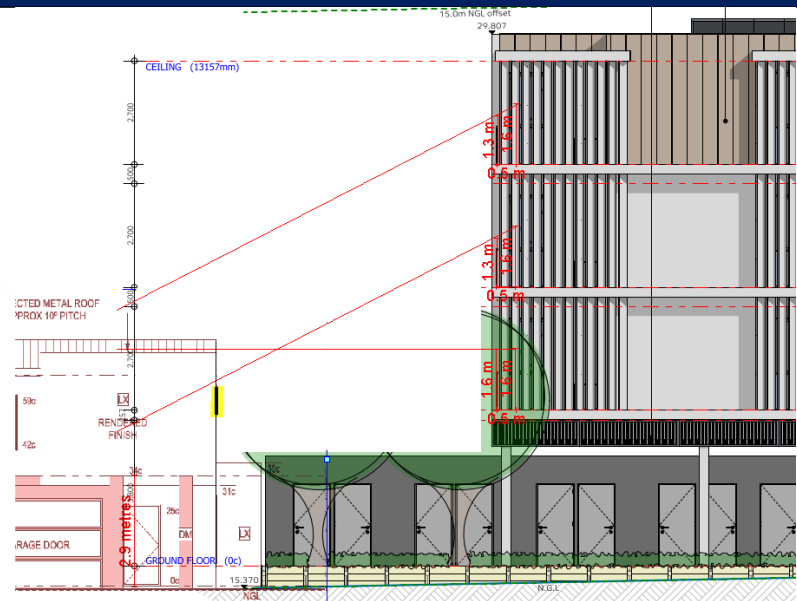 15.0m NGL offset
29.807
CEILING (13157mm)
2,700
1.3 m
1.6 m
0.5 m
500
2,700
1.3 m
1.6 m
0.5 m
600
CTED METAL ROOF
PPROX 10º PITCH
2,700
1.6 m
1.6 m
0.5 m
59c
LX
RENDERED
FINISH
42c
34c
30c
31c
25c
DM
LX
2.9 metres
RAGE DOOR
GROUND FLOOR (0c)
0c
15.370
NGL
N.G.L